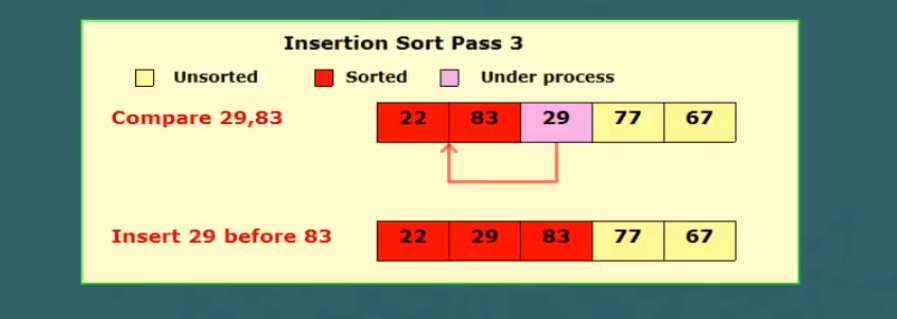 Insertion Sort Pass 3
Unsorted Sorted Under process
Compare 29,83 22 83 29 77 67
Insert 29 before 83 22 29 83 77 67